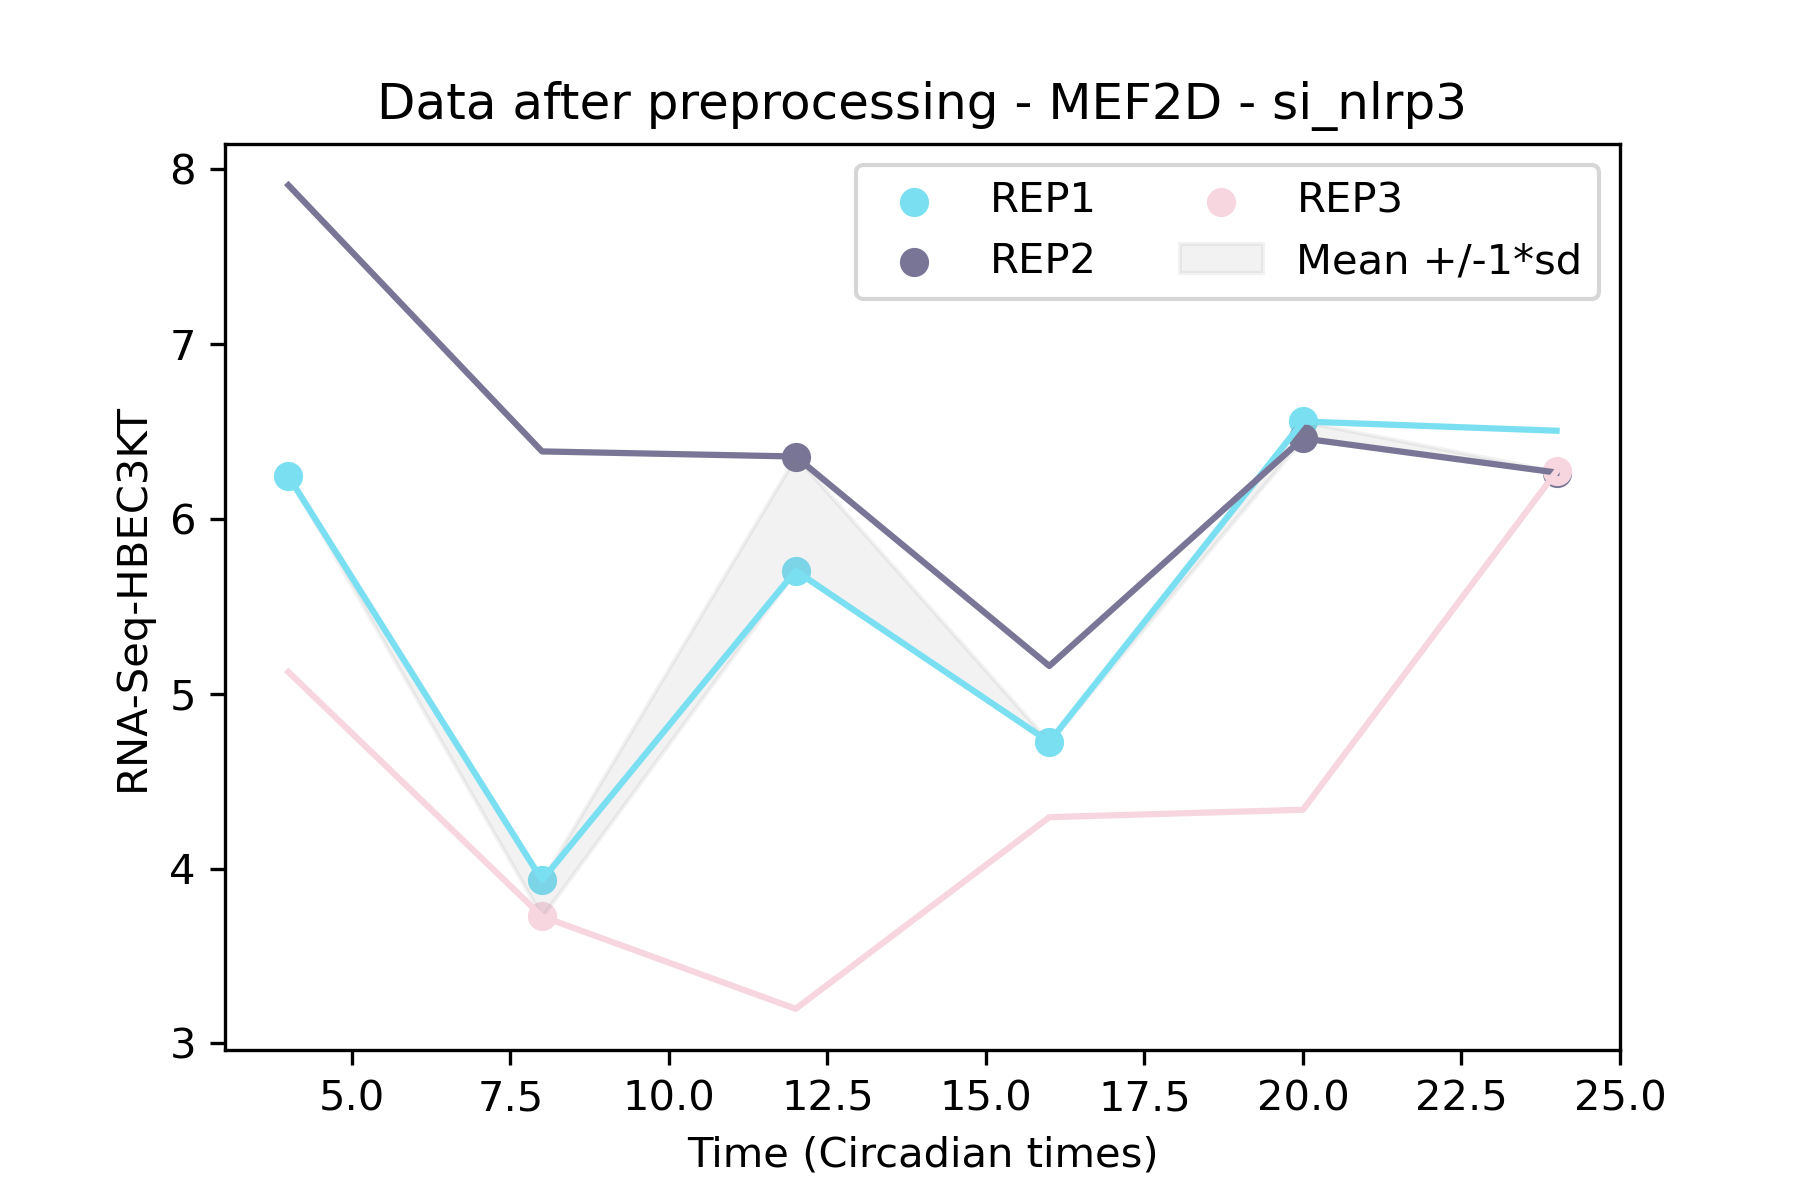 Data after preprocessing - MEF2D - si_nlrp3
REP1
REP2
REP3
Mean +/-1*sd
8
7
6
5
4
3
RNA-Seq-HBEC3KT
5.0 7.5 10.0 12.5 15.0 17.5 20.0 22.5 25.0
Time (Circadian times)